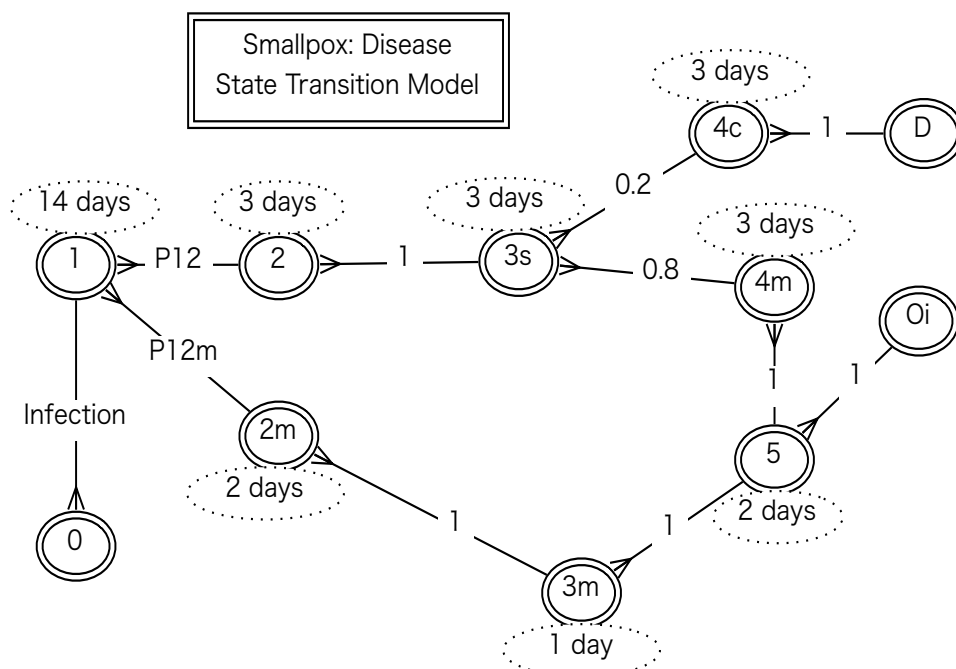 Smallpox: Disease
State Transition Model
3 days
4c
1
D
0.2
14 days
3 days
3 days
3 days
1
P12
2
1
3s
0.8
4m
Oi
P12m
1
1
Infection
2m
5
2 days
2 days
1
1
0
3m
1 day